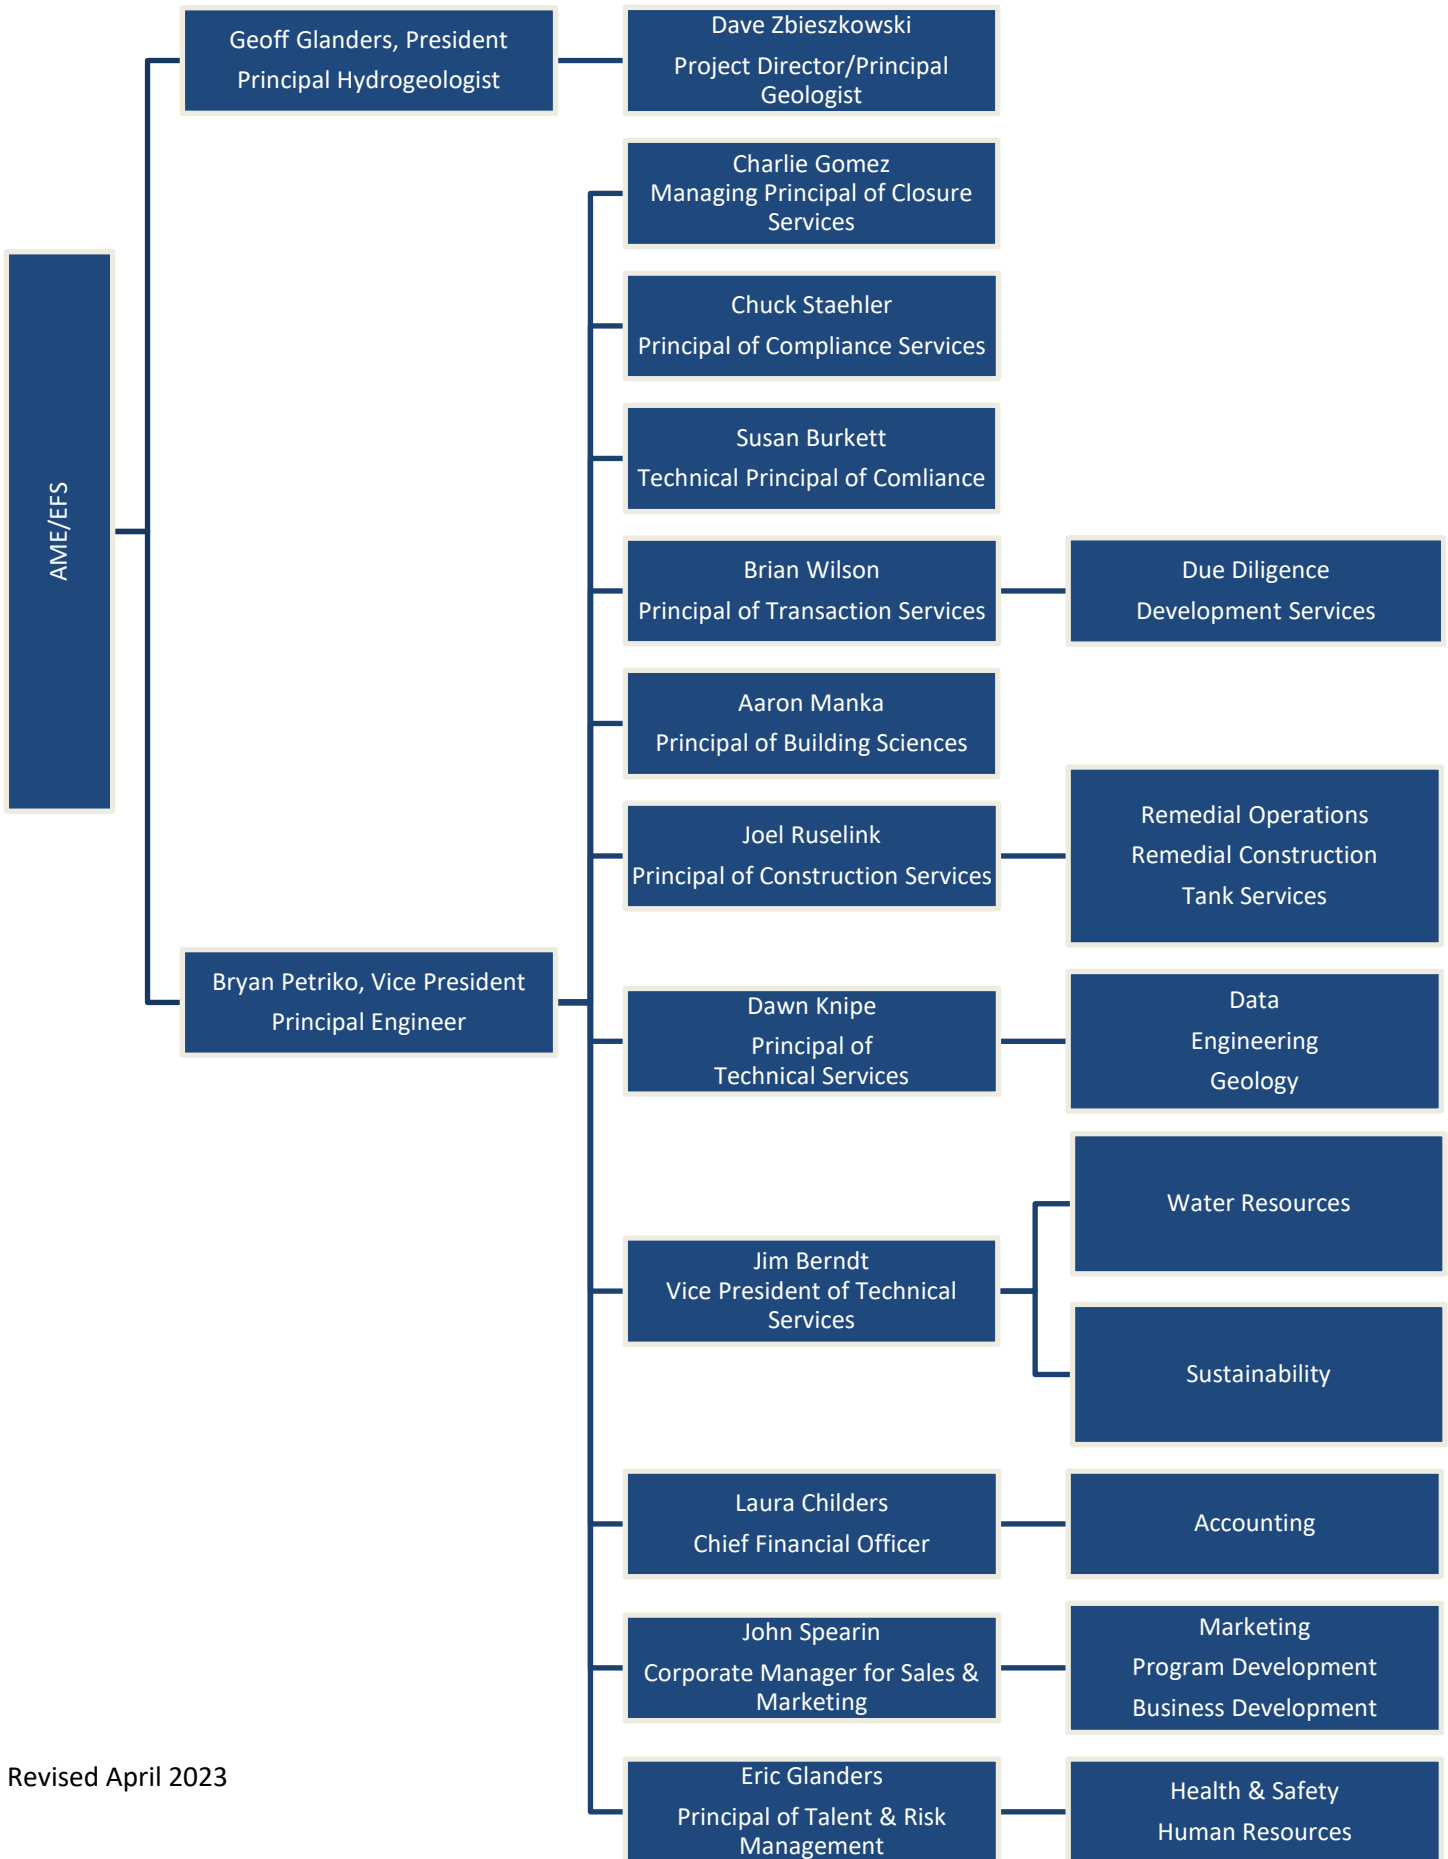 Geoff Glanders, President
Principal Hydrogeologist
Dave Zbieszkowski
Project Director/Principal
Geologist
Charlie Gomez
Managing Principal of Closure
Services
Chuck Staehler
Principal of Compliance Services
Susan Burkett
Technical Principal of Comliance
AME/EFS
Brian Wilson
Principal of Transaction Services
Due Diligence
Development Services
Aaron Manka
Principal of Building Sciences
Joel Ruselink
Principal of Construction Services
Remedial Operations
Remedial Construction
Tank Services
Bryan Petriko, Vice President
Principal Engineer
Dawn Knipe
Principal of
Technical Services
Data
Engineering
Geology
Jim Berndt
Vice President of Technical
Services
Water Resources
Sustainability
Laura Childers
Chief Financial Officer
Accounting
John Spearin
Corporate Manager for Sales &
Marketing
Marketing
Program Development
Business Development
Eric Glanders
Principal of Talent & Risk
Management
Health & Safety
Human Resources
Revised April 2023